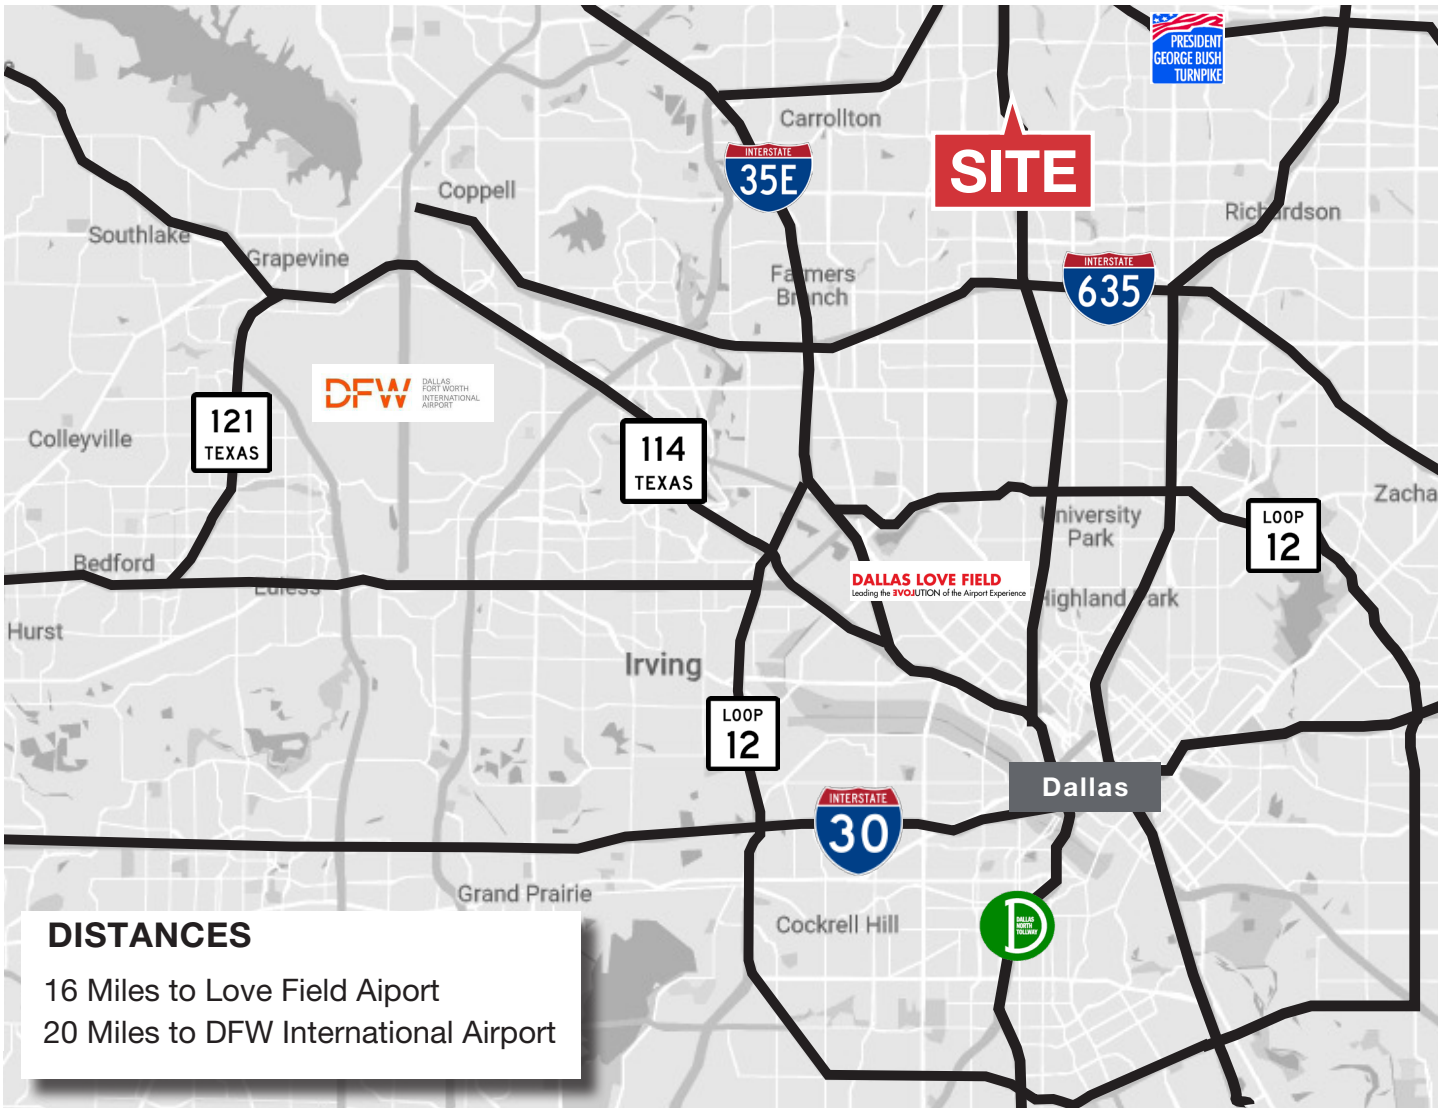 PRESIDENT
GEORGE BUSH
TURNPIKE
Carrollton
SITE
INTERSTATE
35E
Coppell
Richardson
Southlake
Grapevine
Farmers
Branch
INTERSTATE
635
DFW
DALLAS
FORT WORTH
INTERNATIONAL
AIRPORT
121
TEXAS
Colleyville
114
TEXAS
Zacha
University
Park
LOOP
12
Bedford
Euless
DALLAS LOVE FIELD
Leading the EVOLUTION of the Airport Experience
Highland Park
Hurst
Irving
LOOP
12
Dallas
INTERSTATE
30
Grand Prairie
Cockrell Hill
DALLAS
NORTH
TOLLWAY
DISTANCES
16 Miles to Love Field Aiport
20 Miles to DFW International Airport